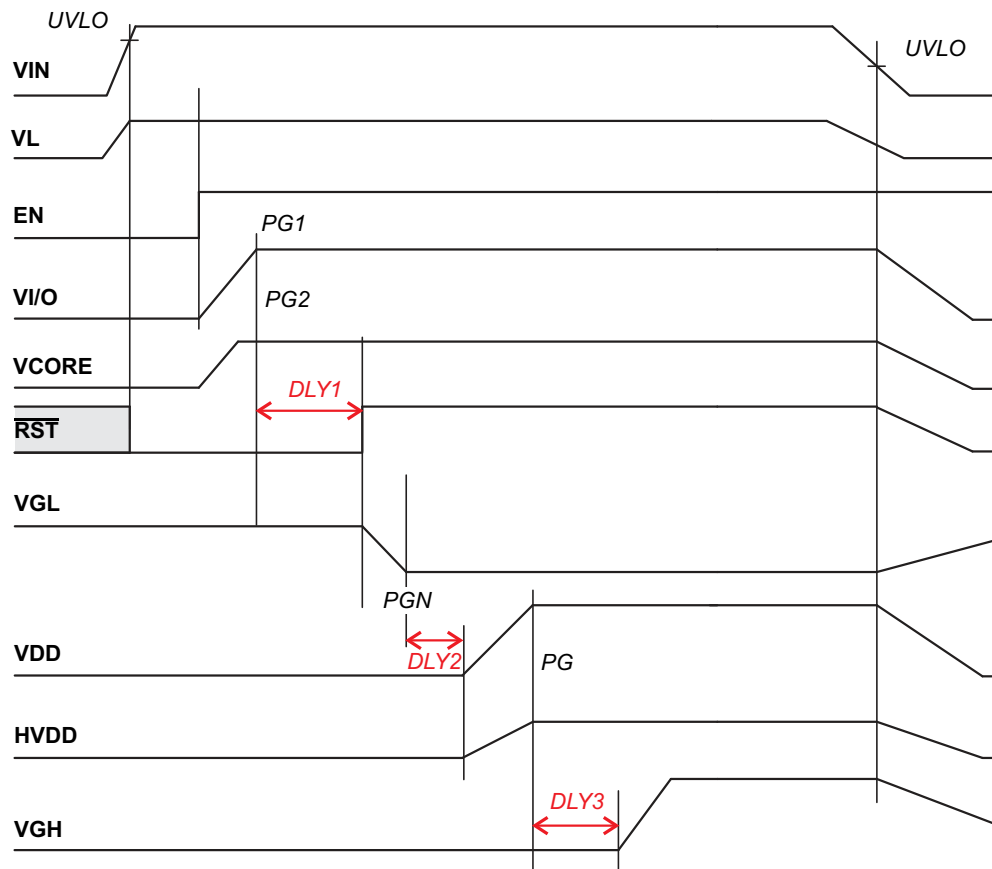 UVLO
UVLO
VIN
VL
EN
PG1
VI/O
PG2
VCORE
DLY1
RST
VGL
PGN
VDD
DLY2
PG
HVDD
DLY3
VGH